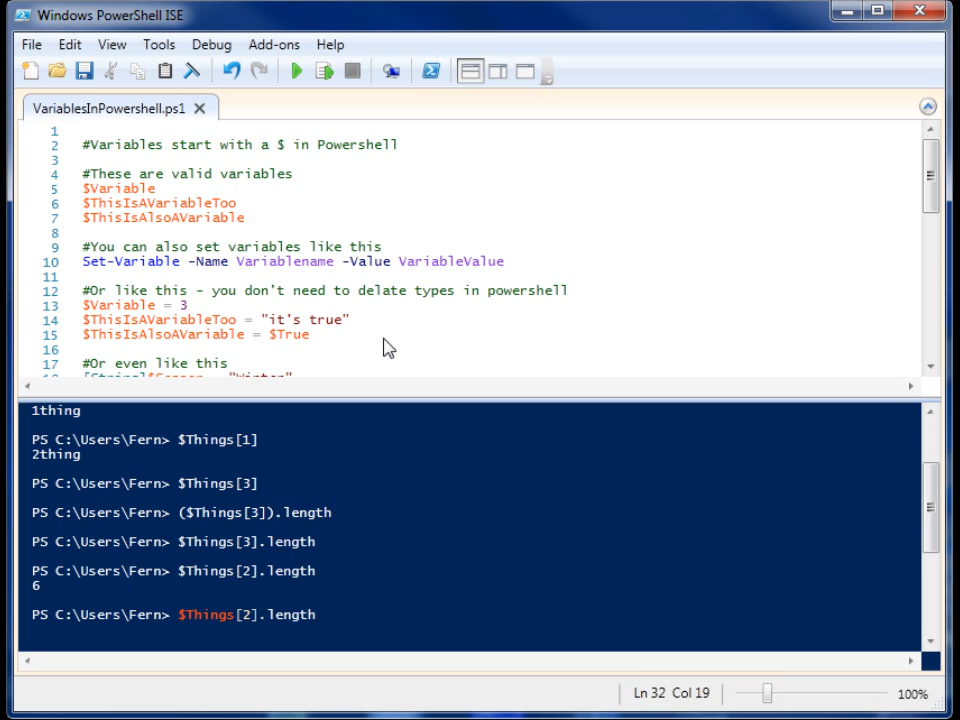 Windows PowerShell ISE
File Edit View Tools Debug Add-ons Help
VariablesInPowershell.ps1
1
2 #Variables start with a $ in Powershell
3
4 #These are valid variables
5 $Variable
6 $ThisIsAVariableToo
7 $ThisIsAlsoAVariable
8
9 #You can also set variables like this
10 Set-Variable -Name Variablename -Value VariableValue
11
12 #Or like this - you don't need to delate types in powershell
13 $Variable = 3
14 $ThisIsAVariableToo = "it's true"
15 $ThisIsAlsoAVariable = $True
16
17 #Or even like this
1thing
PS C:\Users\Fern> $Things[1]
2thing
PS C:\Users\Fern> $Things[3]
PS C:\Users\Fern> ($Things[3]).length
PS C:\Users\Fern> $Things[3].length
PS C:\Users\Fern> $Things[2].length
6
PS C:\Users\Fern> $Things[2].length
Ln 32 Col 19 100%